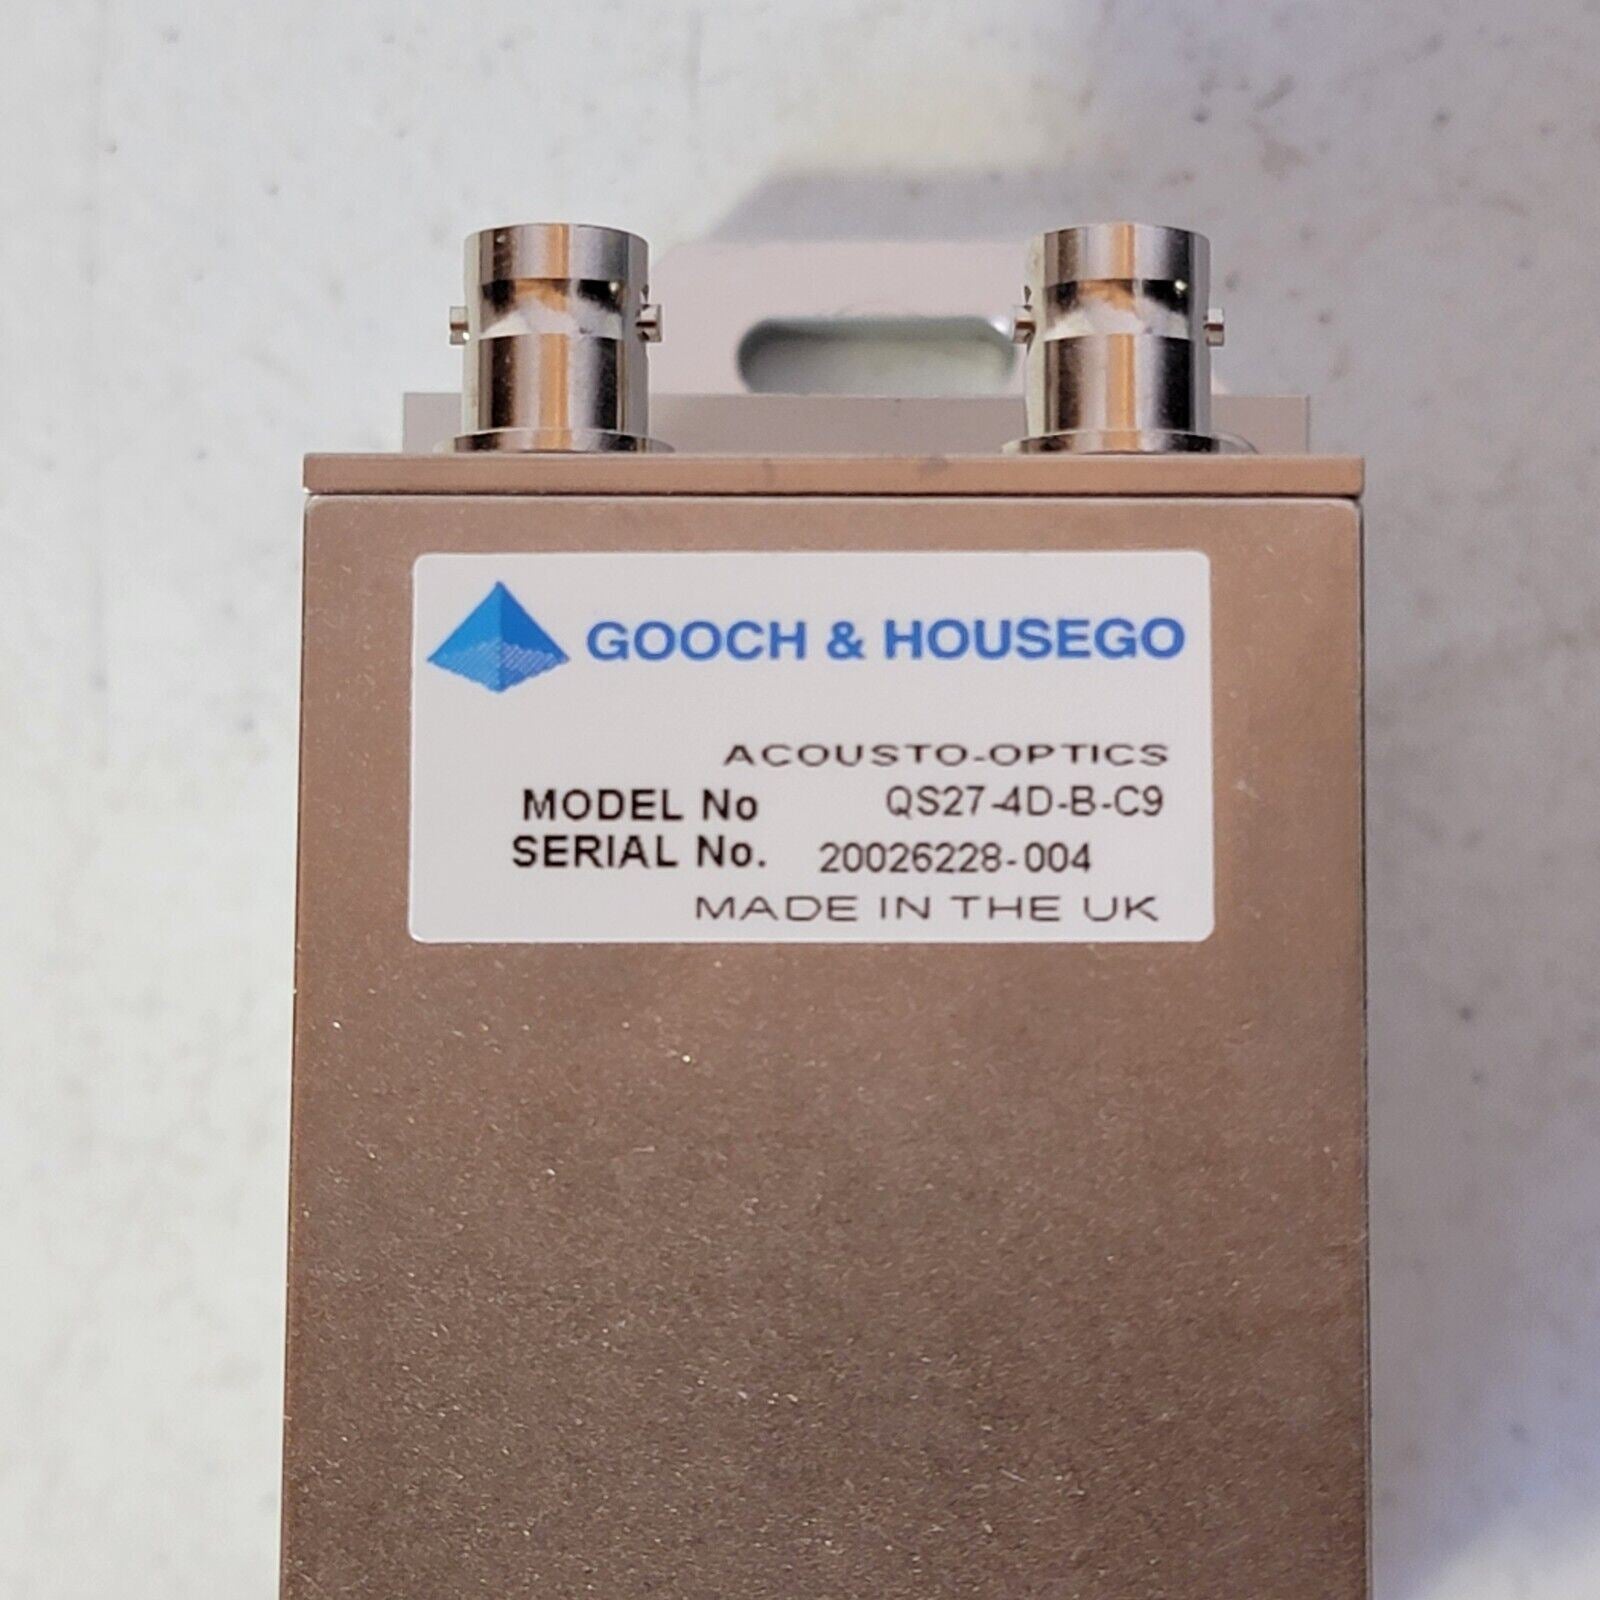 GOOCH & HOUSEGO
ACOUSTO-OPTICS
MODEL No QS27-4D-B-C9
SERIAL No. 20026228-004
MADE IN THE UK